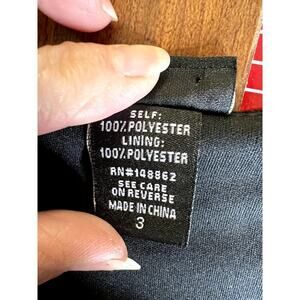 SELF:
100% POLYESTER
LINING:
100% POLYESTER
RN#148862
SEE CARE
ON REVERSE
MADE IN CHINA
3